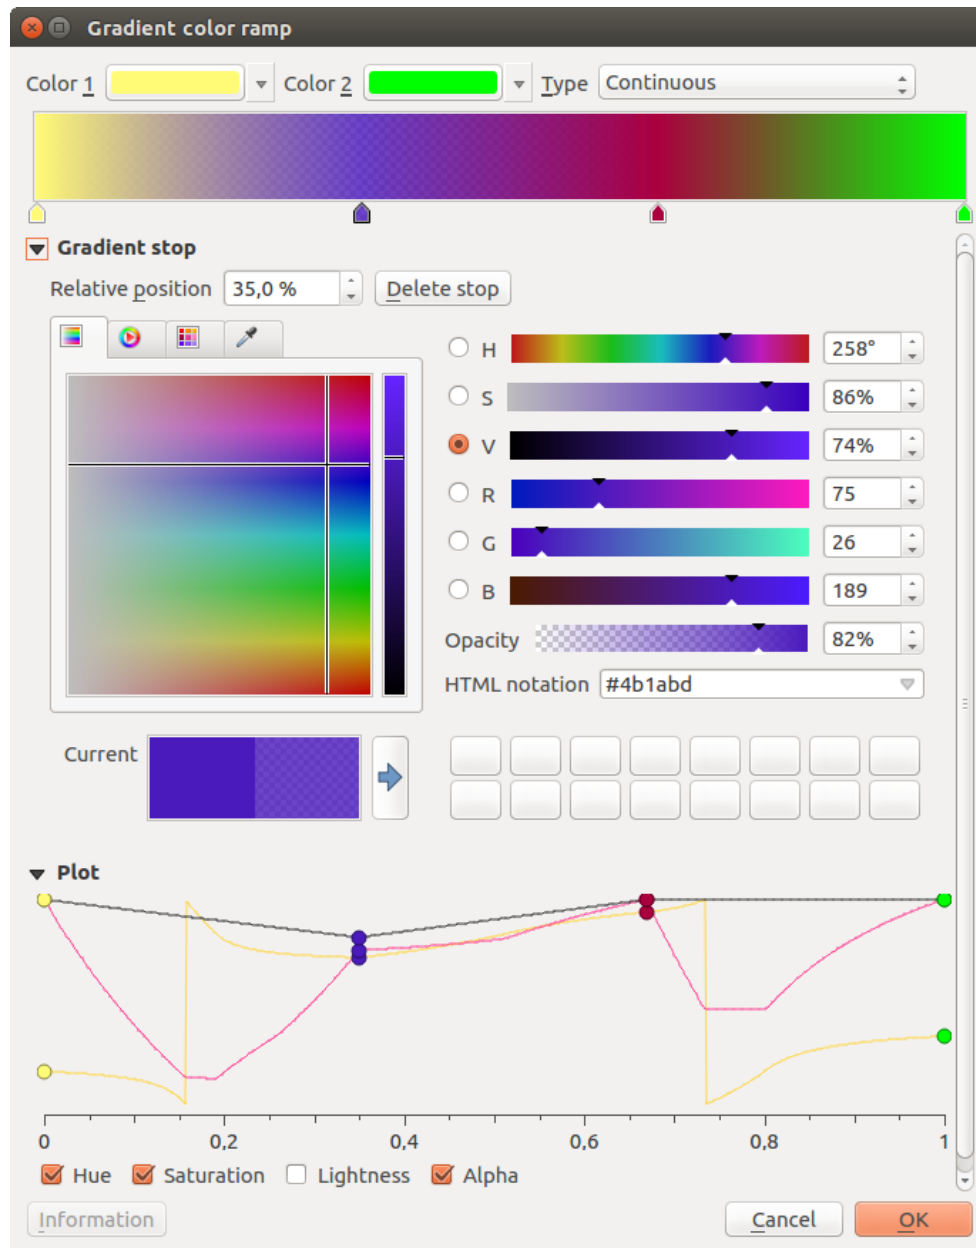 Gradient color ramp
Color 1 Color 2 Type Continuous
Gradient stop
Relative position 35,0 % Delete stop
H 258°
S 86%
V 74%
R 75
G 26
B 189
Opacity 82%
HTML notation #4b1abd
Current
Plot
0 0,2 0,4 0,6 0,8 1
Hue Saturation Lightness Alpha
Information Cancel OK